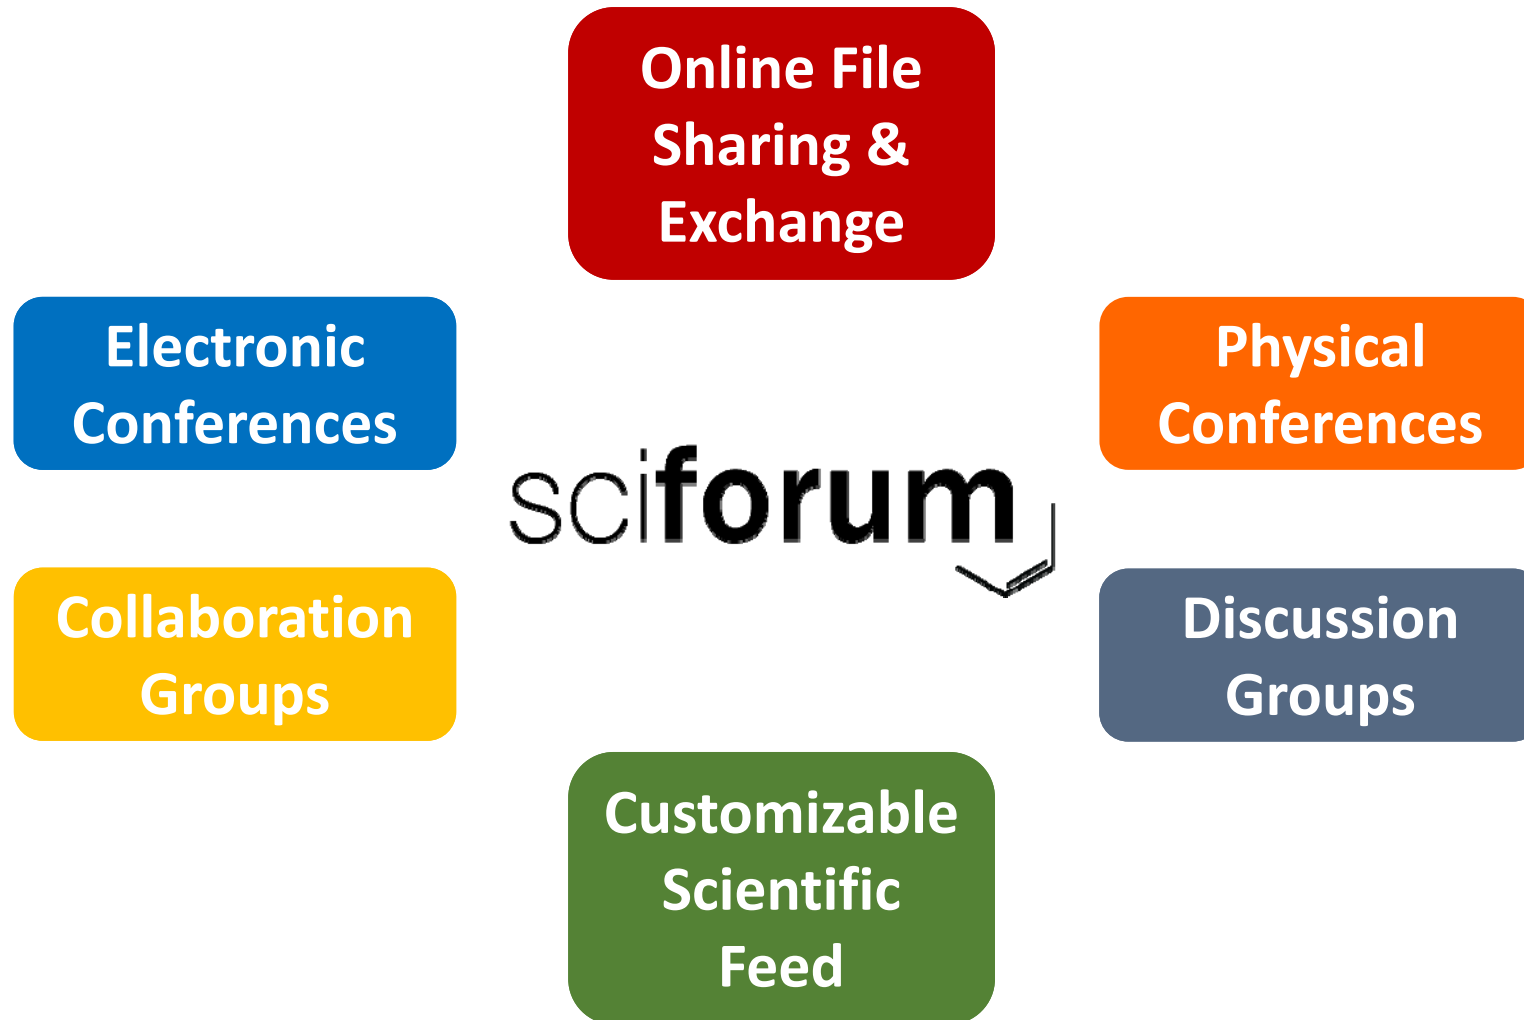 Online File
Sharing &
Exchange
Electronic
Conferences
Physical
Conferences
sciforum
Collaboration
Groups
Discussion
Groups
Customizable
Scientific
Feed